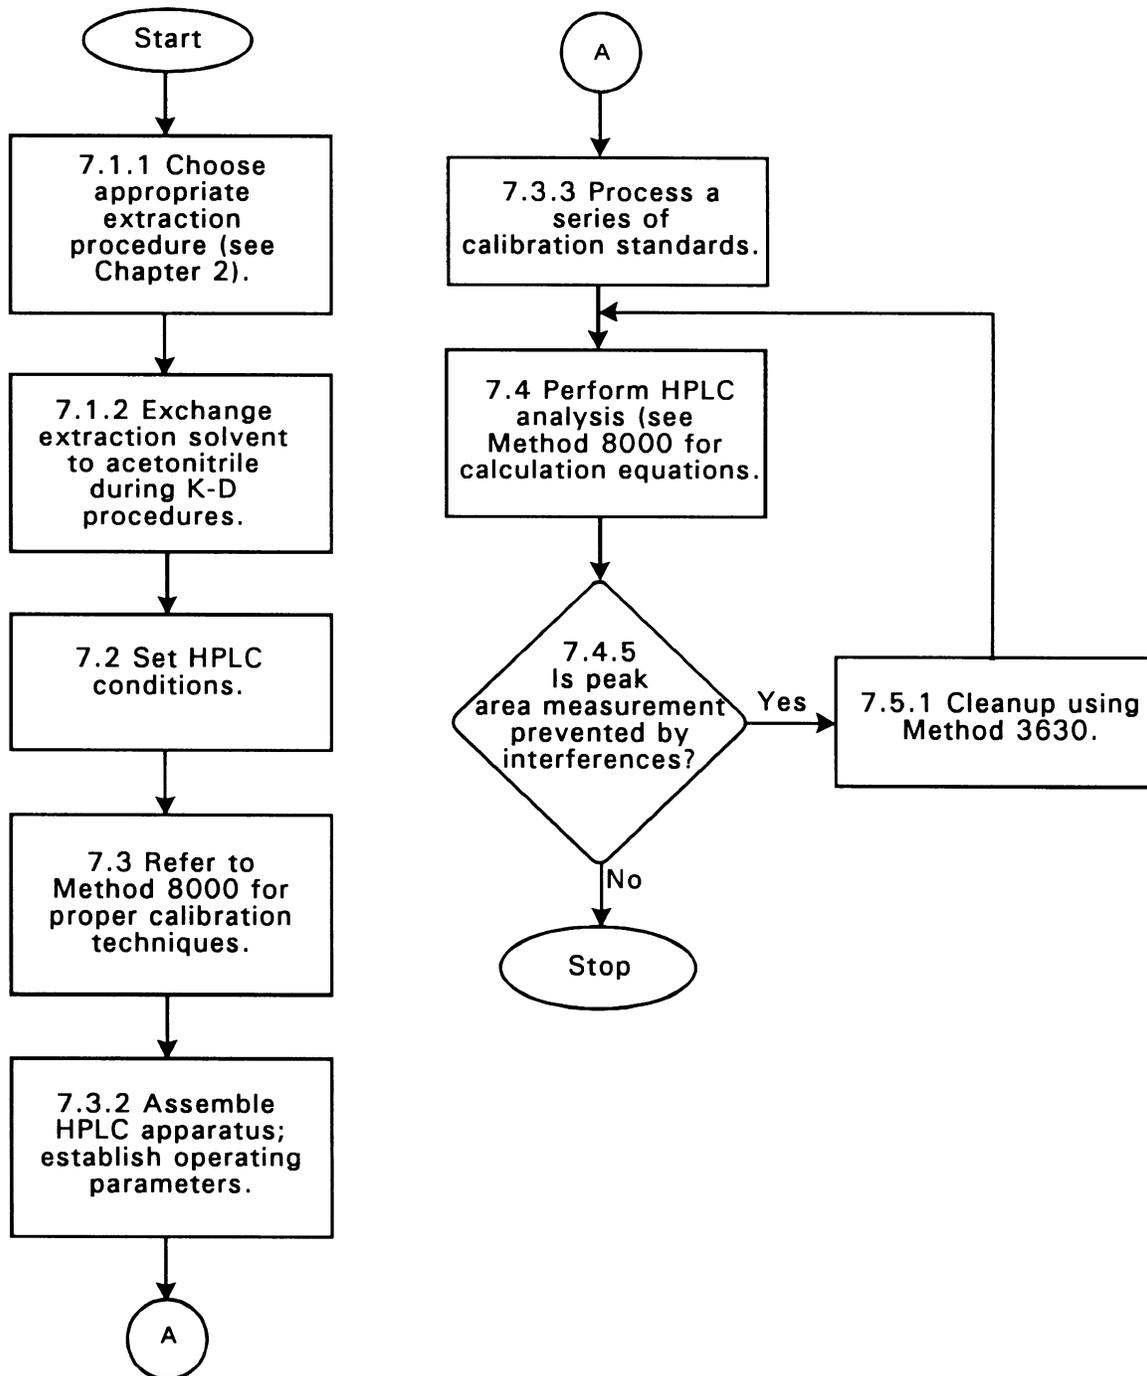 Start
7.1.1 Choose
appropriate
extraction
procedure (see
Chapter 2).
7.1.2 Exchange
extraction solvent
to acetonitrile
during K-D
procedures.
7.2 Set HPLC
conditions.
7.3 Refer to
Method 8000 for
proper calibration
techniques.
7.3.2 Assemble
HPLC apparatus;
establish operating
parameters.
A
A
7.3.3 Process a
series of
calibration standards.
7.4 Perform HPLC
analysis (see
Method 8000 for
calculation equations.
7.4.5
Is peak
area measurement
prevented by
interferences?
Yes
7.5.1 Cleanup using
Method 3630.
No
Stop